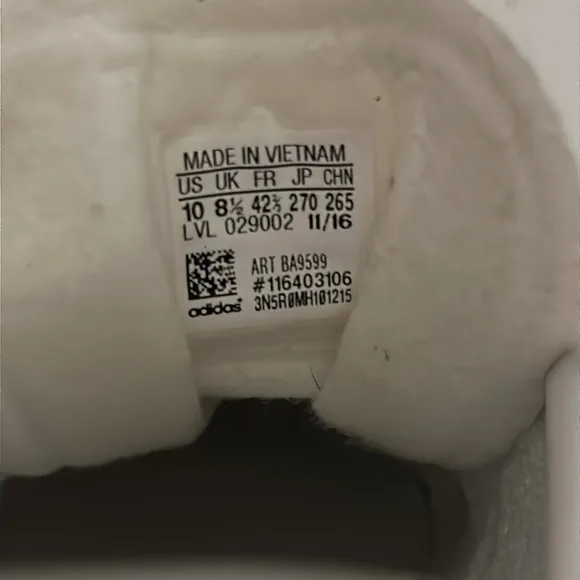 MADE IN VIETNAM
US UK FR JP CHN
10 8½ 42⅔ 270 265
LVL 029002 11/16
ART BA9599
#116403106
adidas 3N5R0MH101215